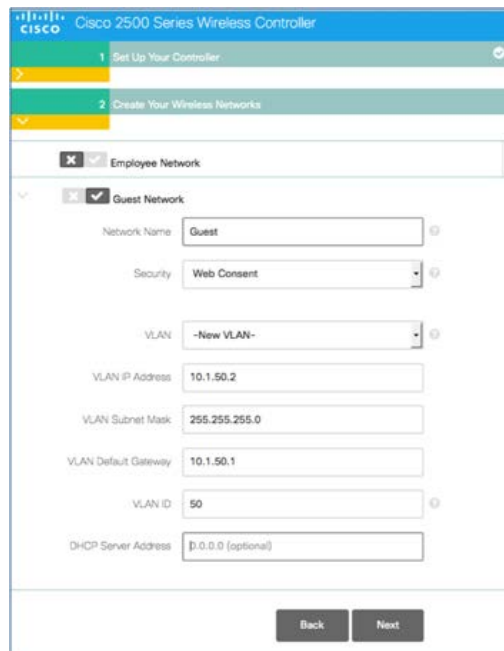 CISCO Cisco 2500 Series Wireless Controller
1 Set Up Your Controller
2 Create Your Wireless Networks
Employee Network
Guest Network
Network Name Guest
Security Web Consent
VLAN -New VLAN-
VLAN IP Address 10.1.50.2
VLAN Subnet Mask 255.255.255.0
VLAN Default Gateway 10.1.50.1
VLAN ID 50
DHCP Server Address 0.0.0.0 (optional)
Back Next